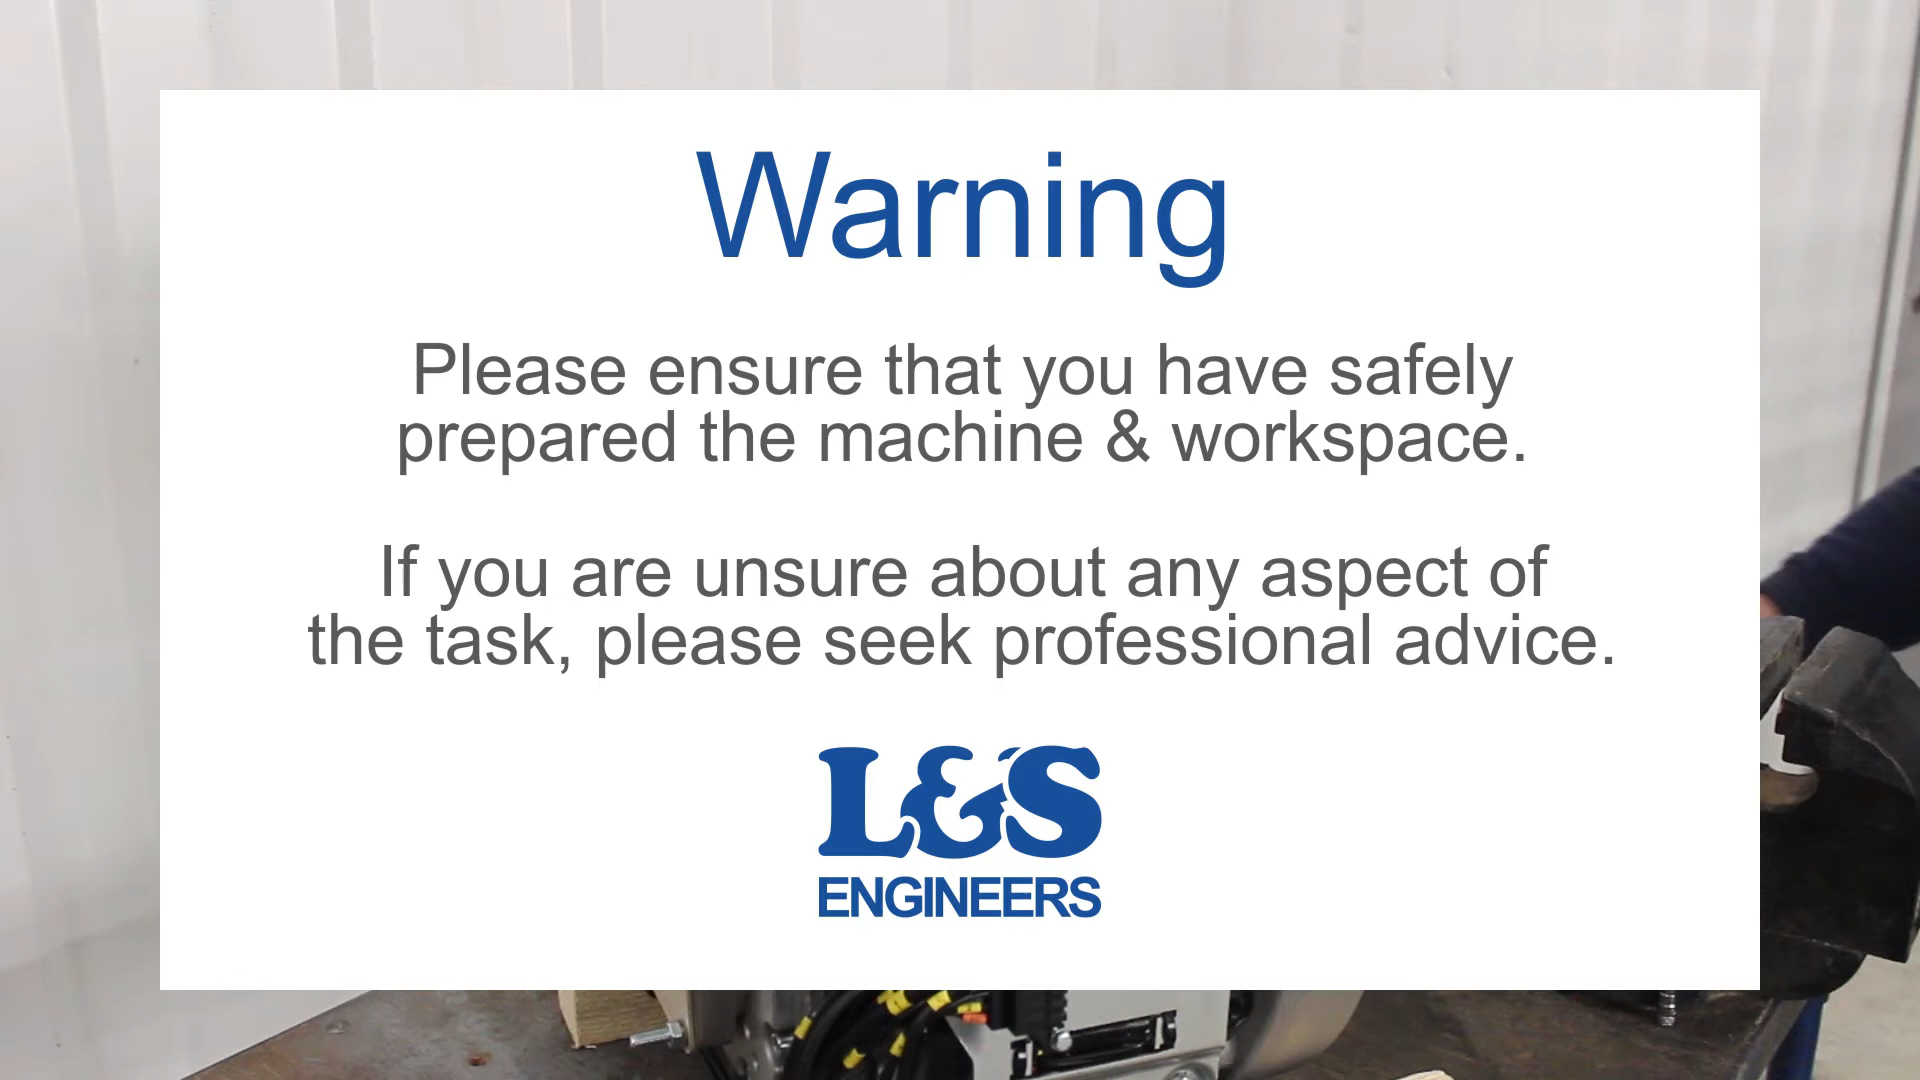 Warning
Please ensure that you have safely
prepared the machine & workspace.
If you are unsure about any aspect of
the task, please seek professional advice.
L&S
ENGINEERS